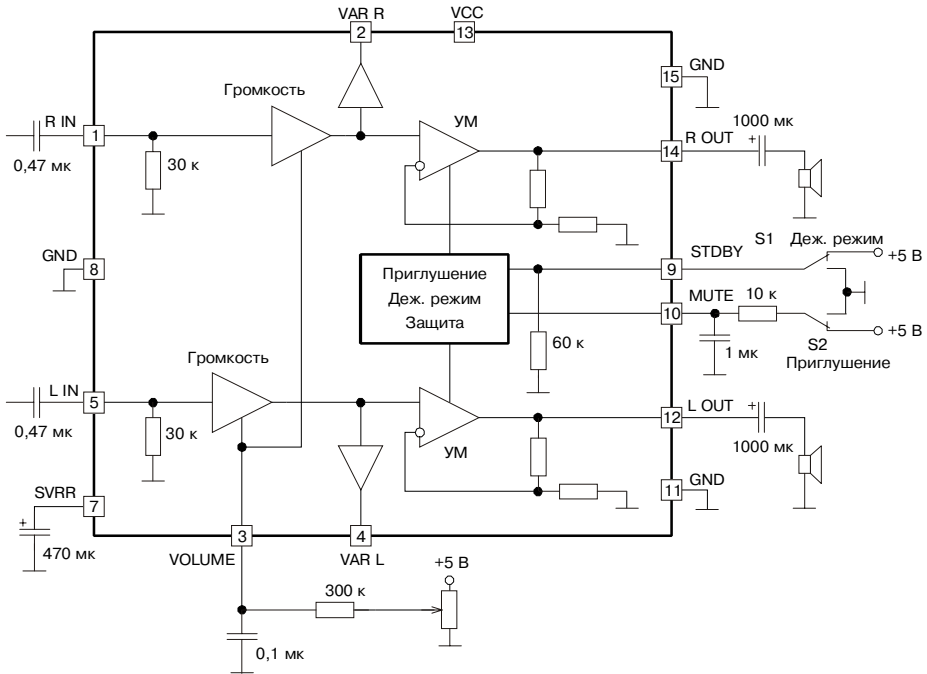 VAR R
VCC
2
13
15
GND
Громкость
R IN
1
0,47 мк
30 к
УМ
14
R OUT
1000 мк
+
GND
8
Приглушение
Деж. режим
Защита
STDBY
9
S1
Деж. режим
+5 В
MUTE
10
10 к
+5 В
60 к
1 мк
S2
Приглушение
Громкость
L IN
5
0,47 мк
30 к
УМ
12
L OUT
+
1000 мк
SVRR
7
+
470 мк
11
GND
3
VOLUME
4
VAR L
+5 В
300 к
0,1 мк